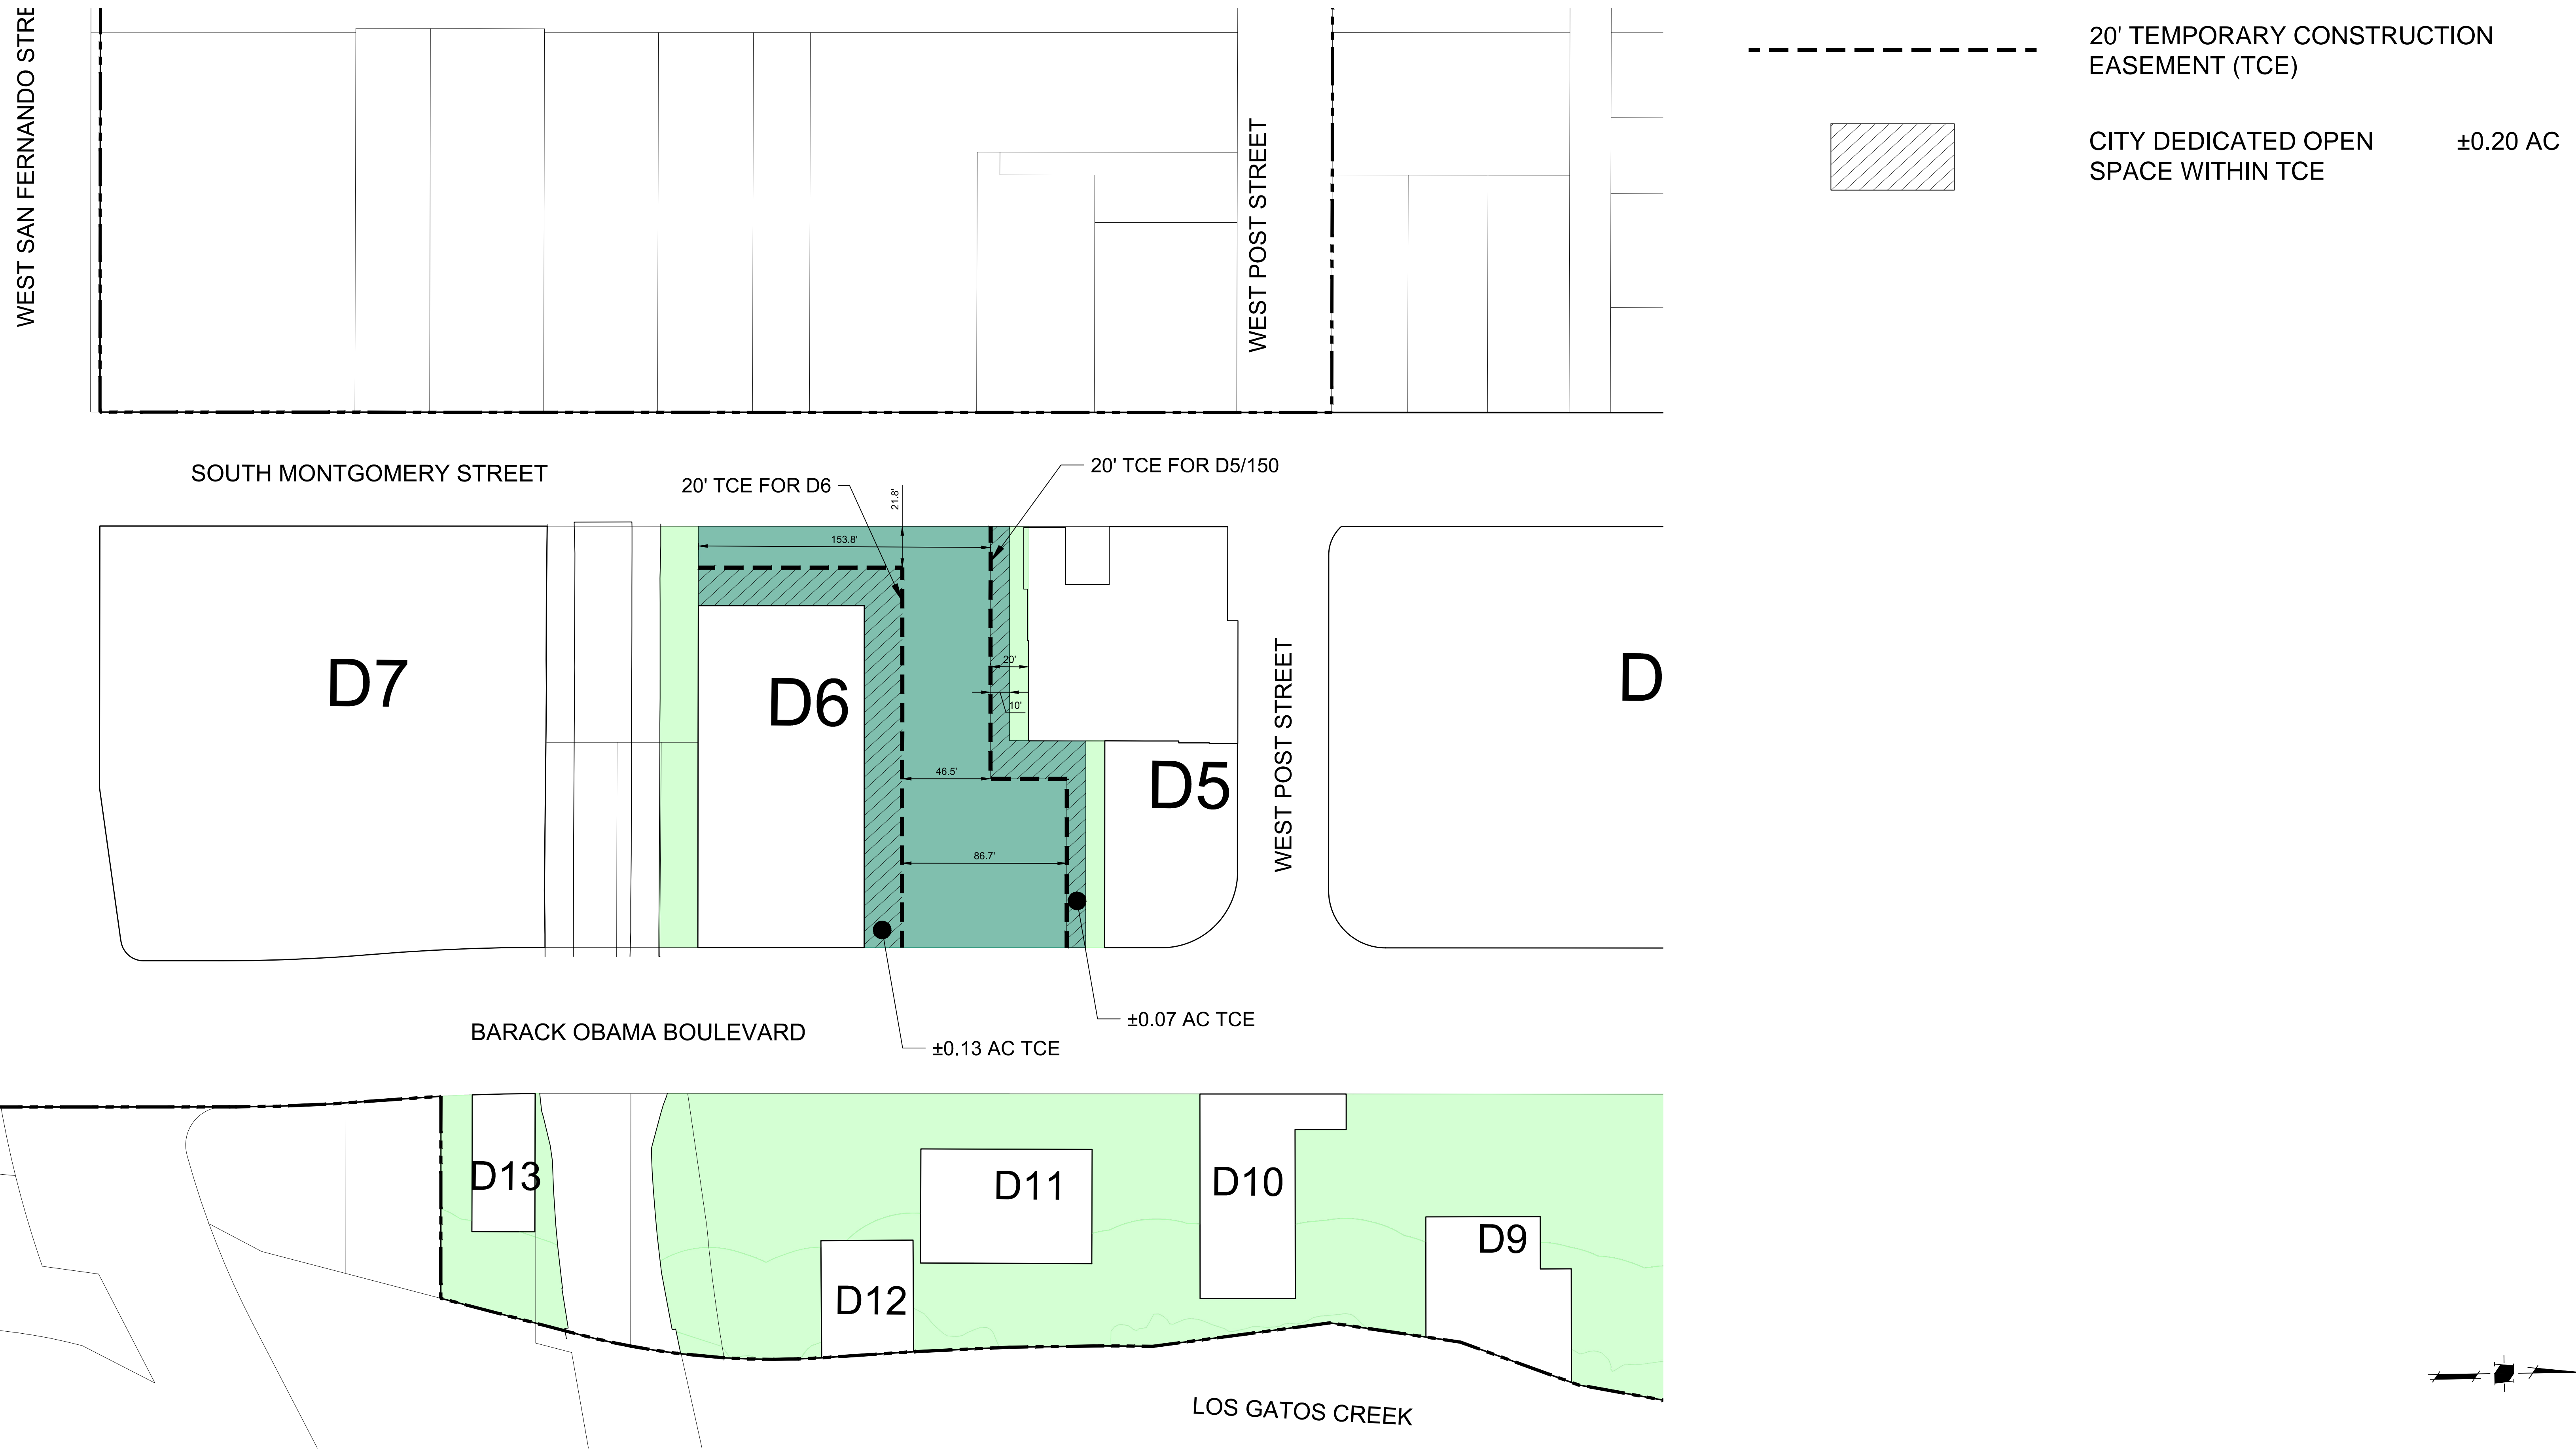 WEST SAN FERNANDO STRE
WEST POST STREET
20' TEMPORARY CONSTRUCTION
EASEMENT (TCE)
CITY DEDICATED OPEN
SPACE WITHIN TCE
±0.20 AC
SOUTH MONTGOMERY STREET
20' TCE FOR D6
21.8'
20' TCE FOR D5/150
153.8'
20'
10'
D7
D6
46.5'
D5
WEST POST STREET
D
86.7'
BARACK OBAMA BOULEVARD
±0.13 AC TCE
±0.07 AC TCE
D13
D11
D10
D9
D12
LOS GATOS CREEK